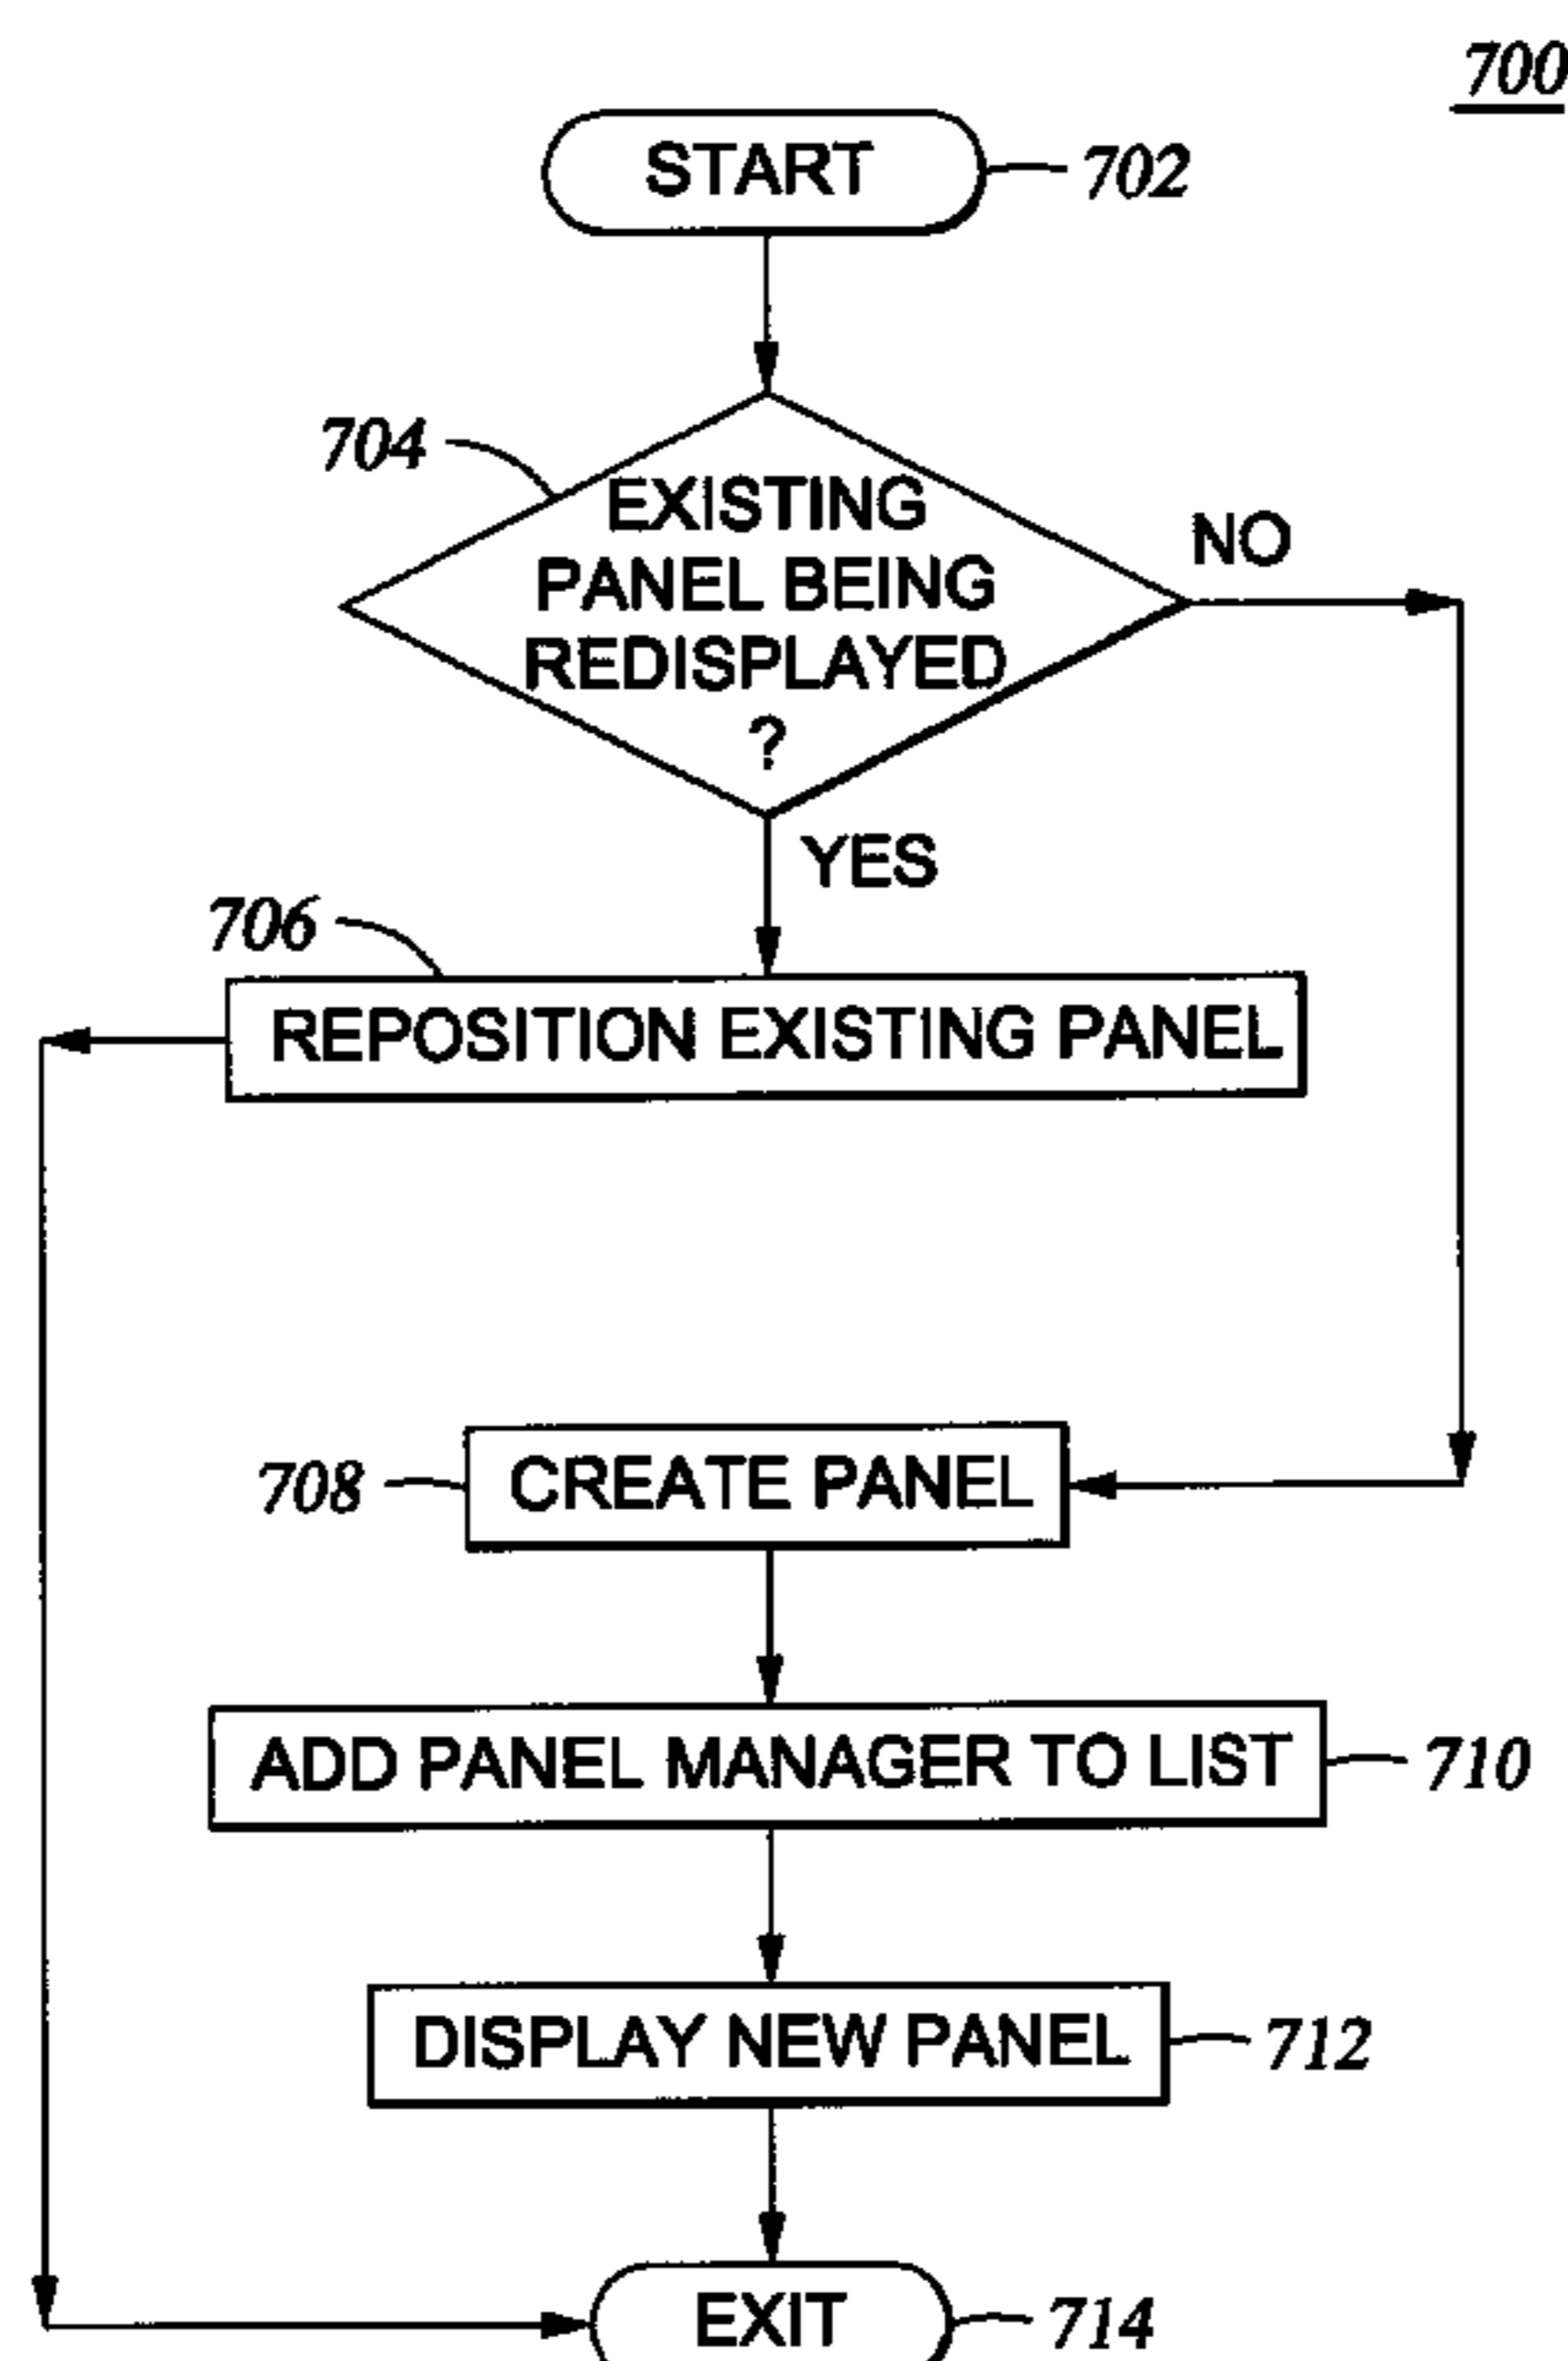 700
START
702
704
EXISTING
PANEL BEING
REDISPLAYED
?
NO
YES
706
REPOSITION EXISTING PANEL
708
CREATE PANEL
ADD PANEL MANAGER TO LIST
710
DISPLAY NEW PANEL
712
EXIT
714